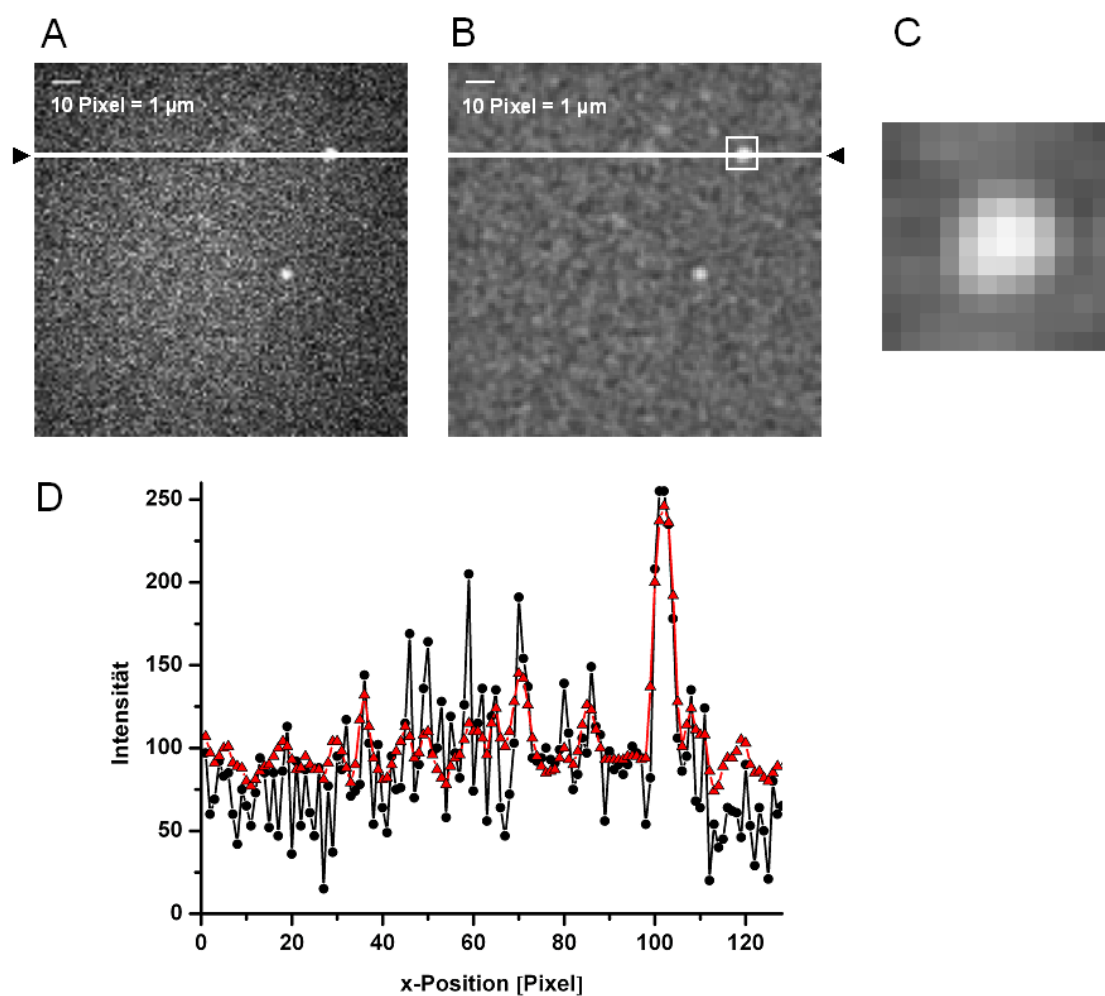 A
B
C
10 Pixel = 1 µm
10 Pixel = 1 µm
D
Intensität
250
200
150
100
50
0
0 20 40 60 80 100 120
x-Position [Pixel]